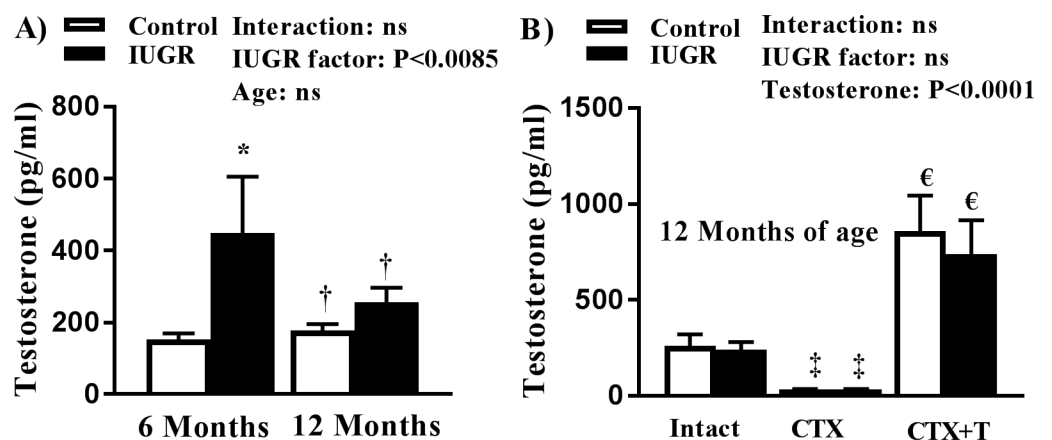 A)
Control Interaction: ns
IUGR IUGR factor: P<0.0085
Age: ns
Testosterone (pg/ml)
800
600
400
200
0
*
†
†
6 Months 12 Months
B)
Control Interaction: ns
IUGR IUGR factor: ns
Testosterone: P<0.0001
Testosterone (pg/ml)
1500
1000
500
0
12 Months of age
‡ ‡
€ €
Intact CTX CTX+T